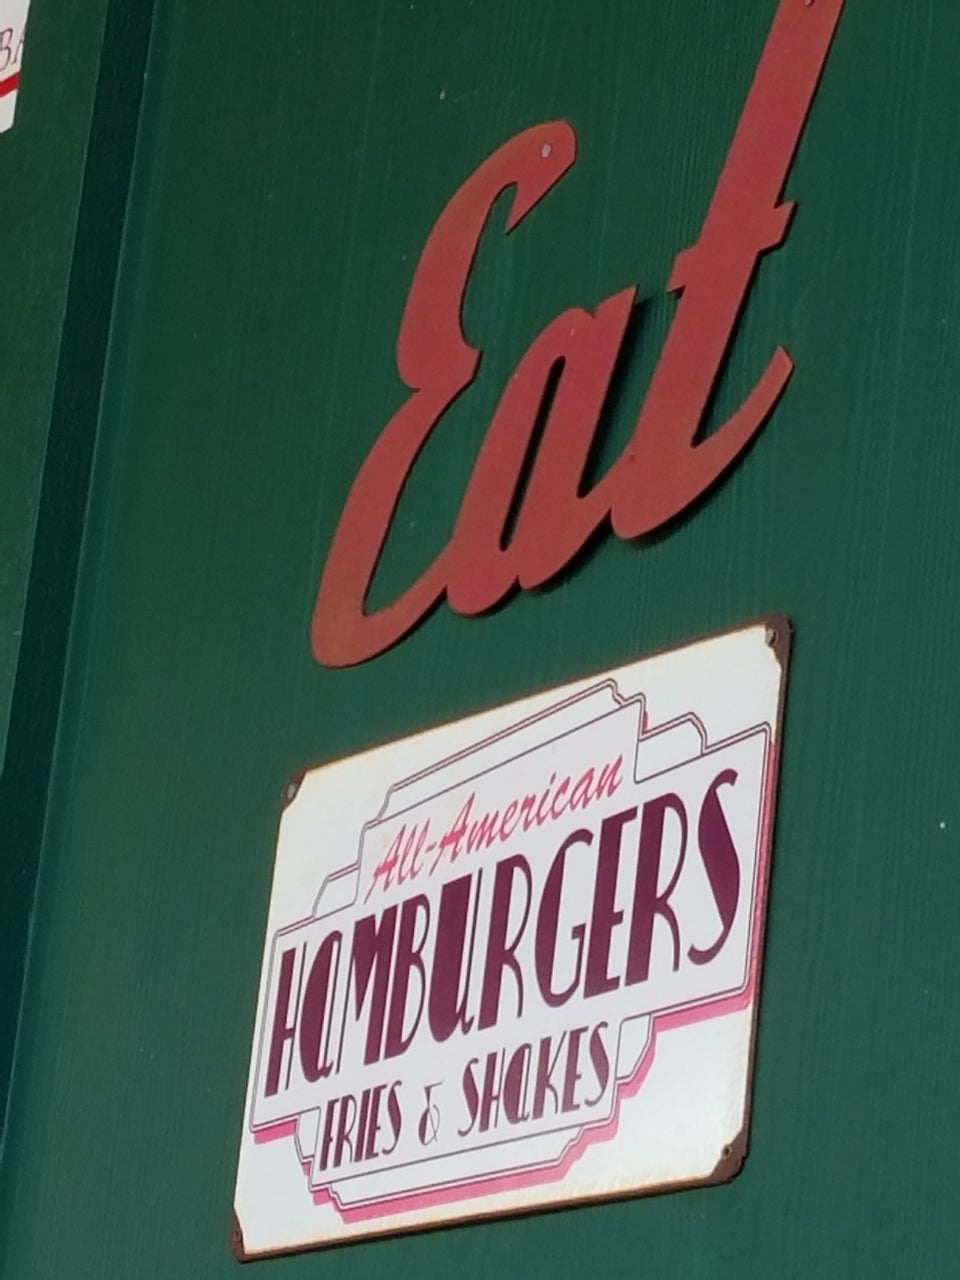 Eat
All-American
HAMBURGERS
FRIES & SHAKES